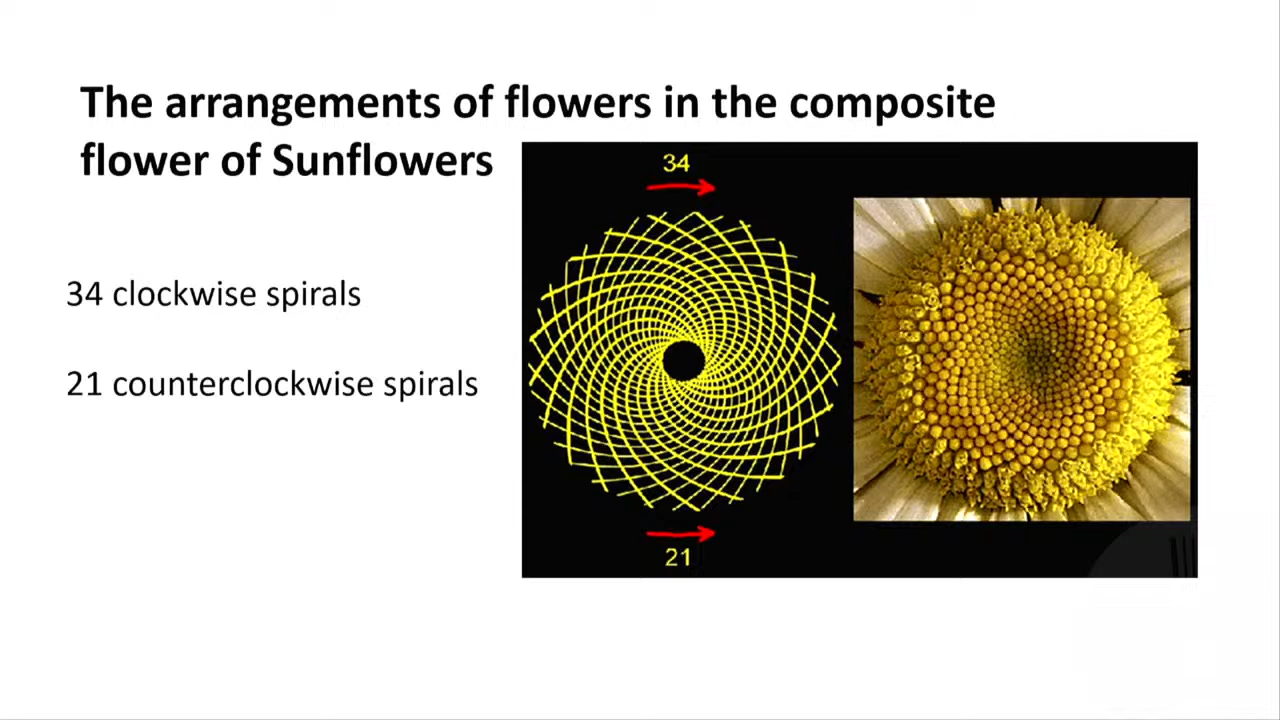 The arrangements of flowers in the composite
flower of Sunflowers
34
34 clockwise spirals
21 counterclockwise spirals
21